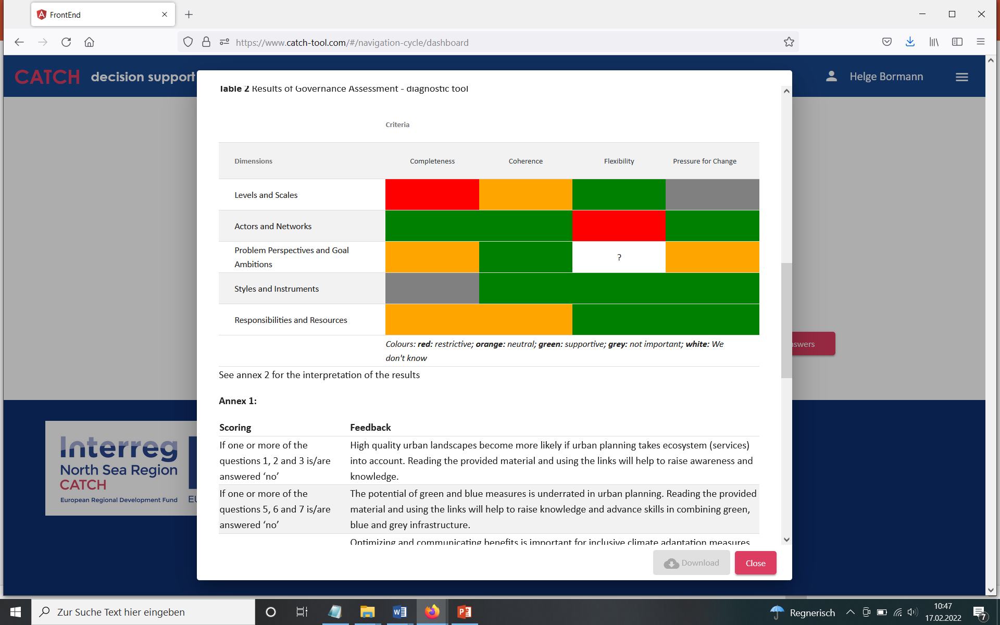 FrontEnd
https://www.catch-tool.com/#/navigation-cycle/dashboard
CATCH decision support
Helge Bormann
Table 2 Results of Governance Assessment - diagnostic tool
Criteria
Dimensions Completeness Coherence Flexibility Pressure for Change
Levels and Scales
Actors and Networks
Problem Perspectives and Goal
Ambitions
?
Styles and Instruments
Responsibilities and Resources
Colours: red: restrictive; orange: neutral; green: supportive; grey: not important; white: We
don't know
See annex 2 for the interpretation of the results
Annex 1:
Scoring Feedback
If one or more of the
questions 1, 2 and 3 is/are
answered ‘no’
High quality urban landscapes become more likely if urban planning takes ecosystem (services)
into account. Reading the provided material and using the links will help to raise awareness and
knowledge.
If one or more of the
questions 5, 6 and 7 is/are
answered ‘no’
The potential of green and blue measures is underrated in urban planning. Reading the provided
material and using the links will help to raise knowledge and advance skills in combining green,
blue and grey infrastructure.
Optimizing and communicating benefits is important for inclusive climate adaptation measures
nswers
Download
Close
Interreg
North Sea Region
CATCH
European Regional Development Fund
EU
Zur Suche Text hier eingeben
Regnerisch
10:47
17.02.2022
7